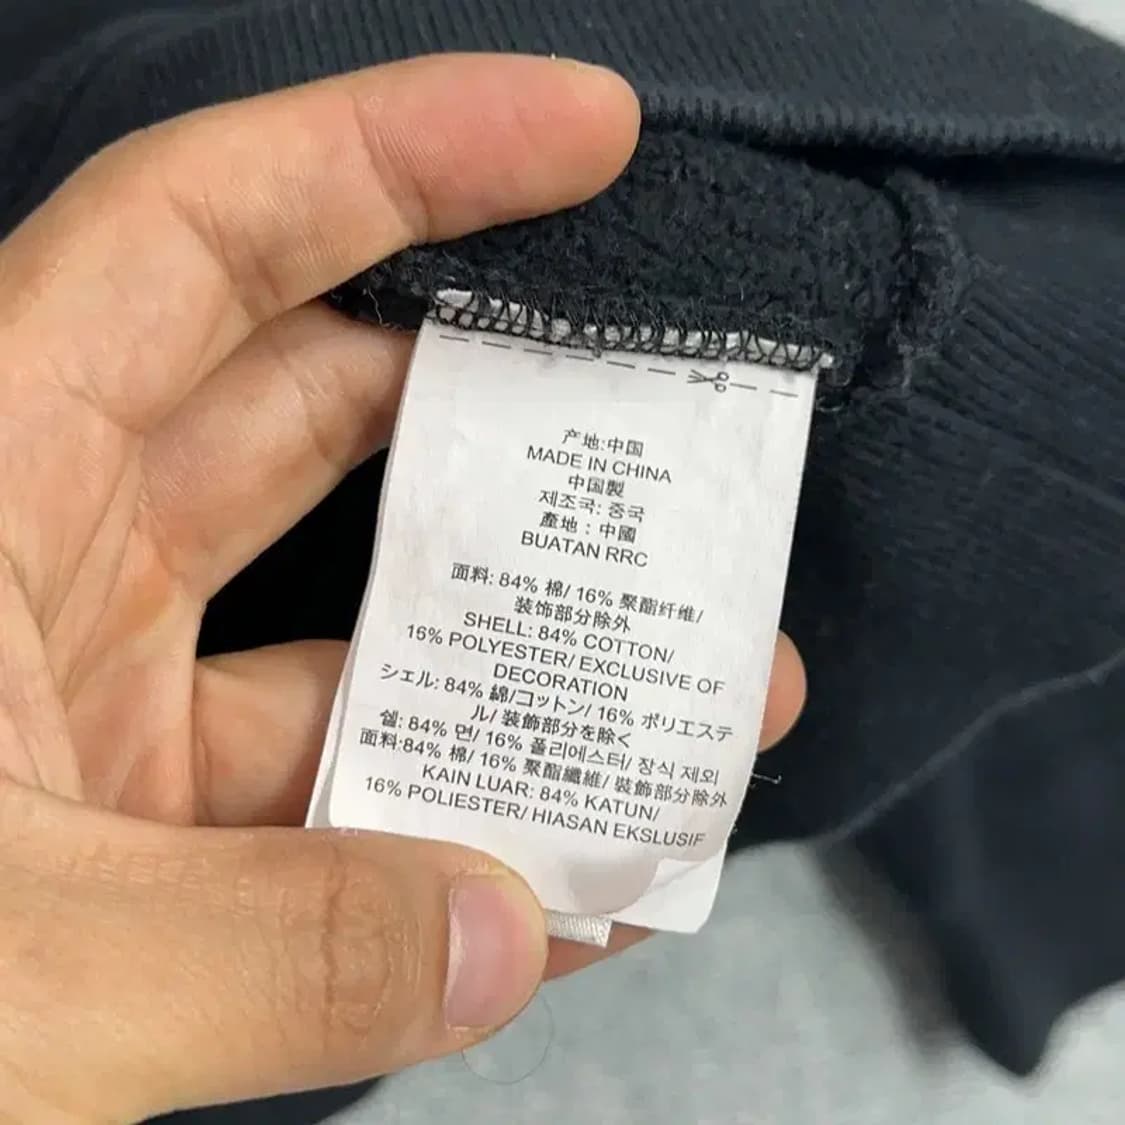 产地:中国
MADE IN CHINA
中国製
제조국: 중국
產地 : 中國
BUATAN RRC
面料: 84% 棉/ 16% 聚酯纤维/
装饰部分除外
SHELL: 84% COTTON/
16% POLYESTER/ EXCLUSIVE OF
DECORATION
シェル: 84% 綿/コットン/ 16% ポリエステ
ル/ 装飾部分を除く
쉘: 84% 면/ 16% 폴리에스터/ 장식 제외
面料:84% 棉/ 16% 聚酯纖維/ 裝飾部分除外
KAIN LUAR: 84% KATUN/
16% POLIESTER/ HIASAN EKSLUSIF